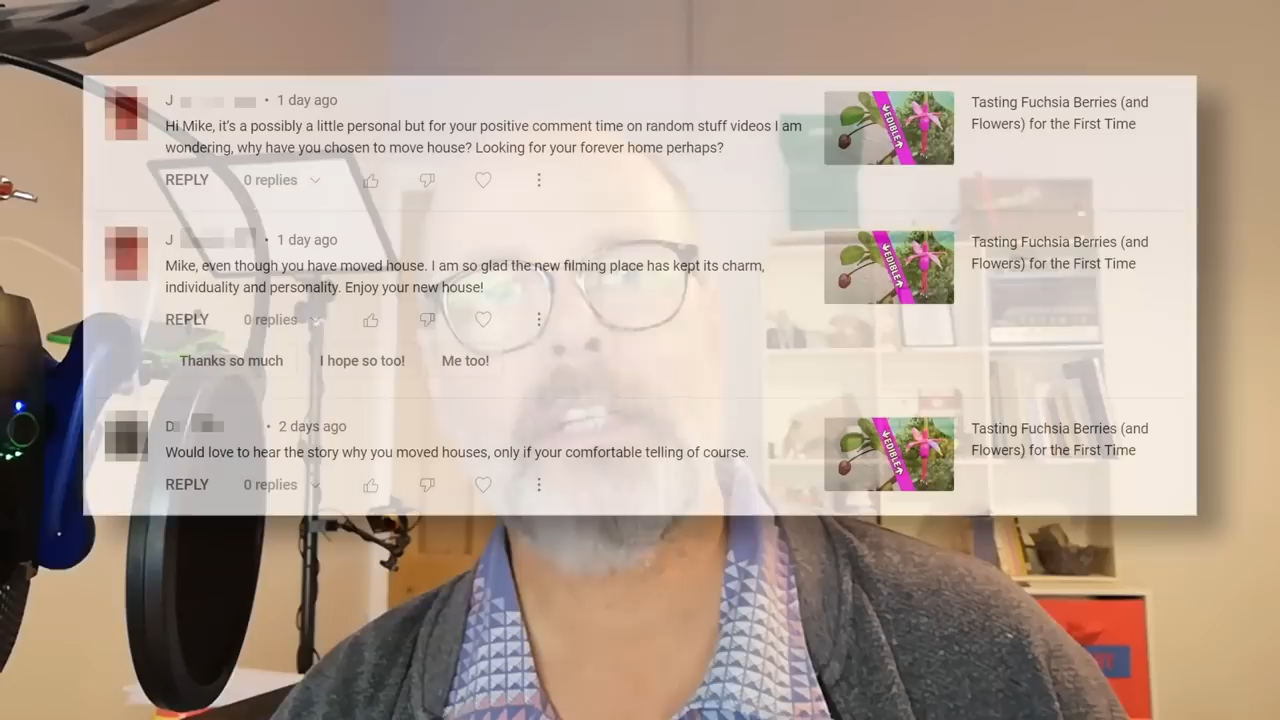 J • 1 day ago
Hi Mike, it's a possibly a little personal but for your positive comment time on random stuff videos I am
wondering, why have you chosen to move house? Looking for your forever home perhaps?
REPLY 0 replies
EDIBLE
Tasting Fuchsia Berries (and
Flowers) for the First Time
J • 1 day ago
Mike, even though you have moved house. I am so glad the new filming place has kept its charm,
individuality and personality. Enjoy your new house!
REPLY 0 replies
Thanks so much I hope so too! Me too!
EDIBLE
Tasting Fuchsia Berries (and
Flowers) for the First Time
D • 2 days ago
Would love to hear the story why you moved houses, only if your comfortable telling of course.
REPLY 0 replies
EDIBLE
Tasting Fuchsia Berries (and
Flowers) for the First Time